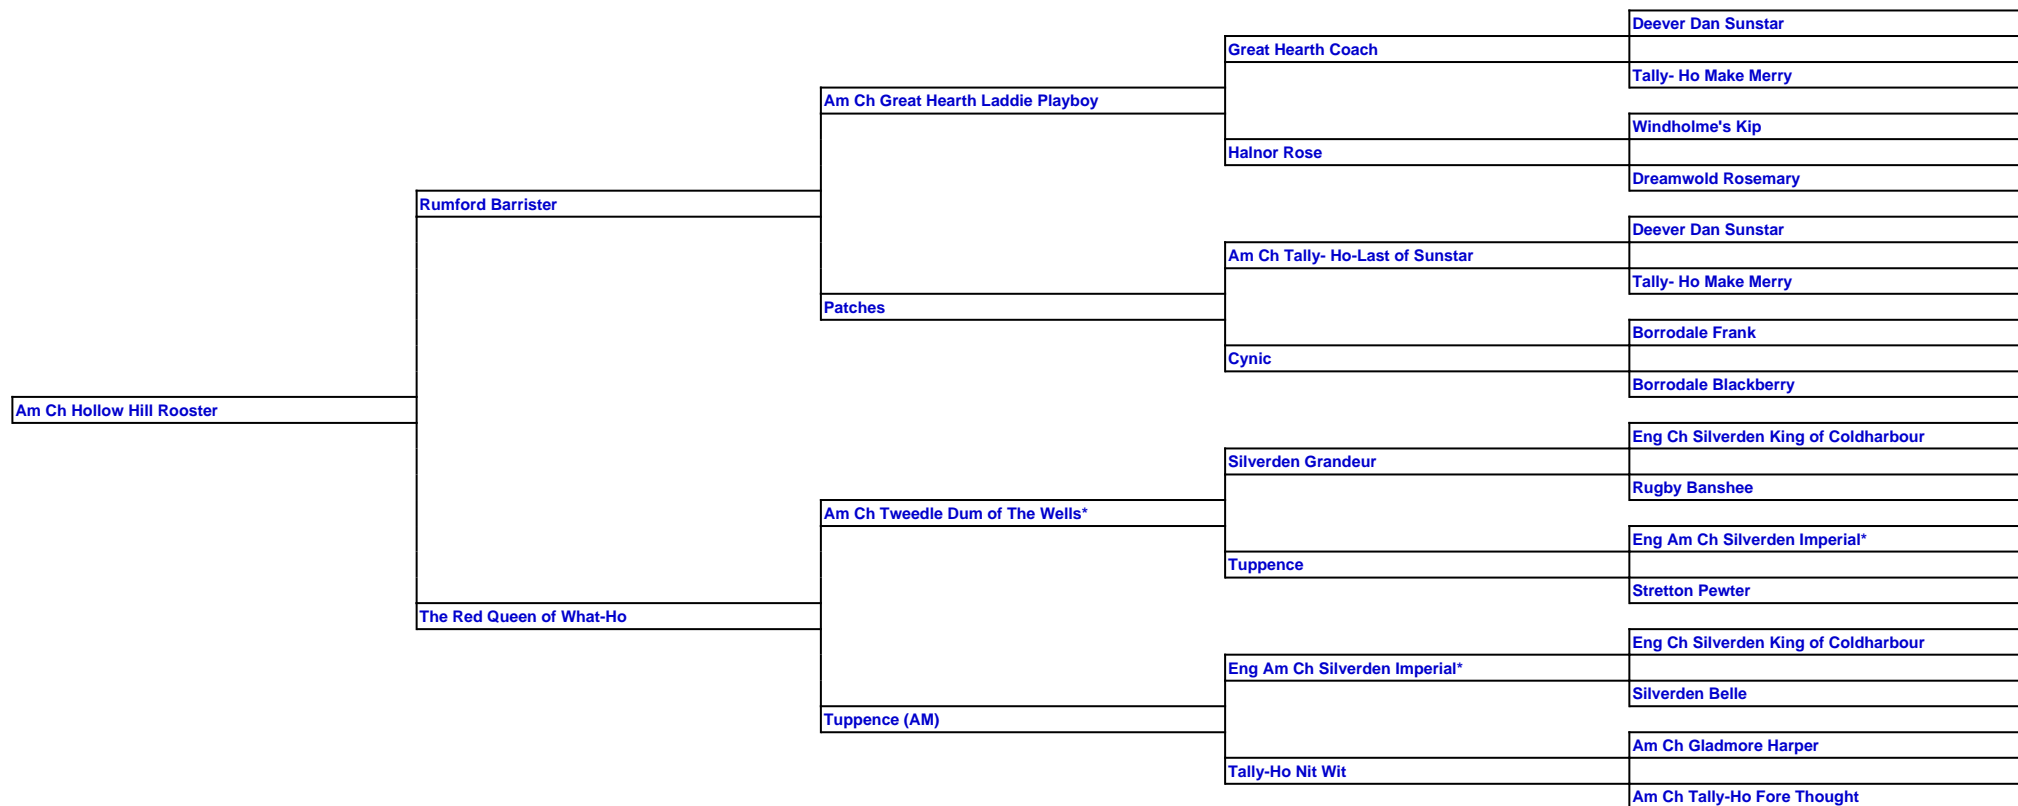 Deever Dan Sunstar
Great Hearth Coach
Tally- Ho Make Merry
Am Ch Great Hearth Laddie Playboy
Windholme's Kip
Halnor Rose
Dreamwold Rosemary
Rumford Barrister
Deever Dan Sunstar
Am Ch Tally- Ho-Last of Sunstar
Tally- Ho Make Merry
Patches
Borrodale Frank
Cynic
Borrodale Blackberry
Am Ch Hollow Hill Rooster
Eng Ch Silverden King of Coldharbour
Silverden Grandeur
Rugby Banshee
Am Ch Tweedle Dum of The Wells*
Eng Am Ch Silverden Imperial*
Tuppence
Stretton Pewter
The Red Queen of What-Ho
Eng Ch Silverden King of Coldharbour
Eng Am Ch Silverden Imperial*
Silverden Belle
Tuppence (AM)
Am Ch Gladmore Harper
Tally-Ho Nit Wit
Am Ch Tally-Ho Fore Thought